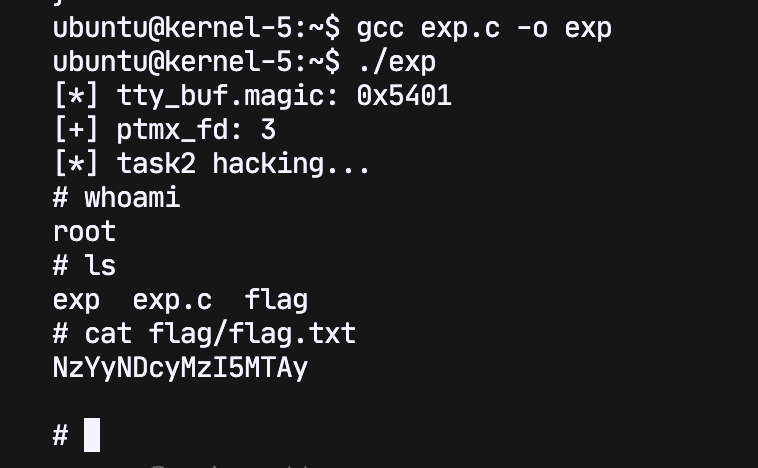 ubuntu@kernel-5:~$ gcc exp.c -o exp
ubuntu@kernel-5:~$ ./exp
[*] tty_buf.magic: 0x5401
[+] ptmx_fd: 3
[*] task2 hacking...
# whoami
root
# ls
exp  exp.c  flag
# cat flag/flag.txt
NzYyNDcyMzI5MTAy
#